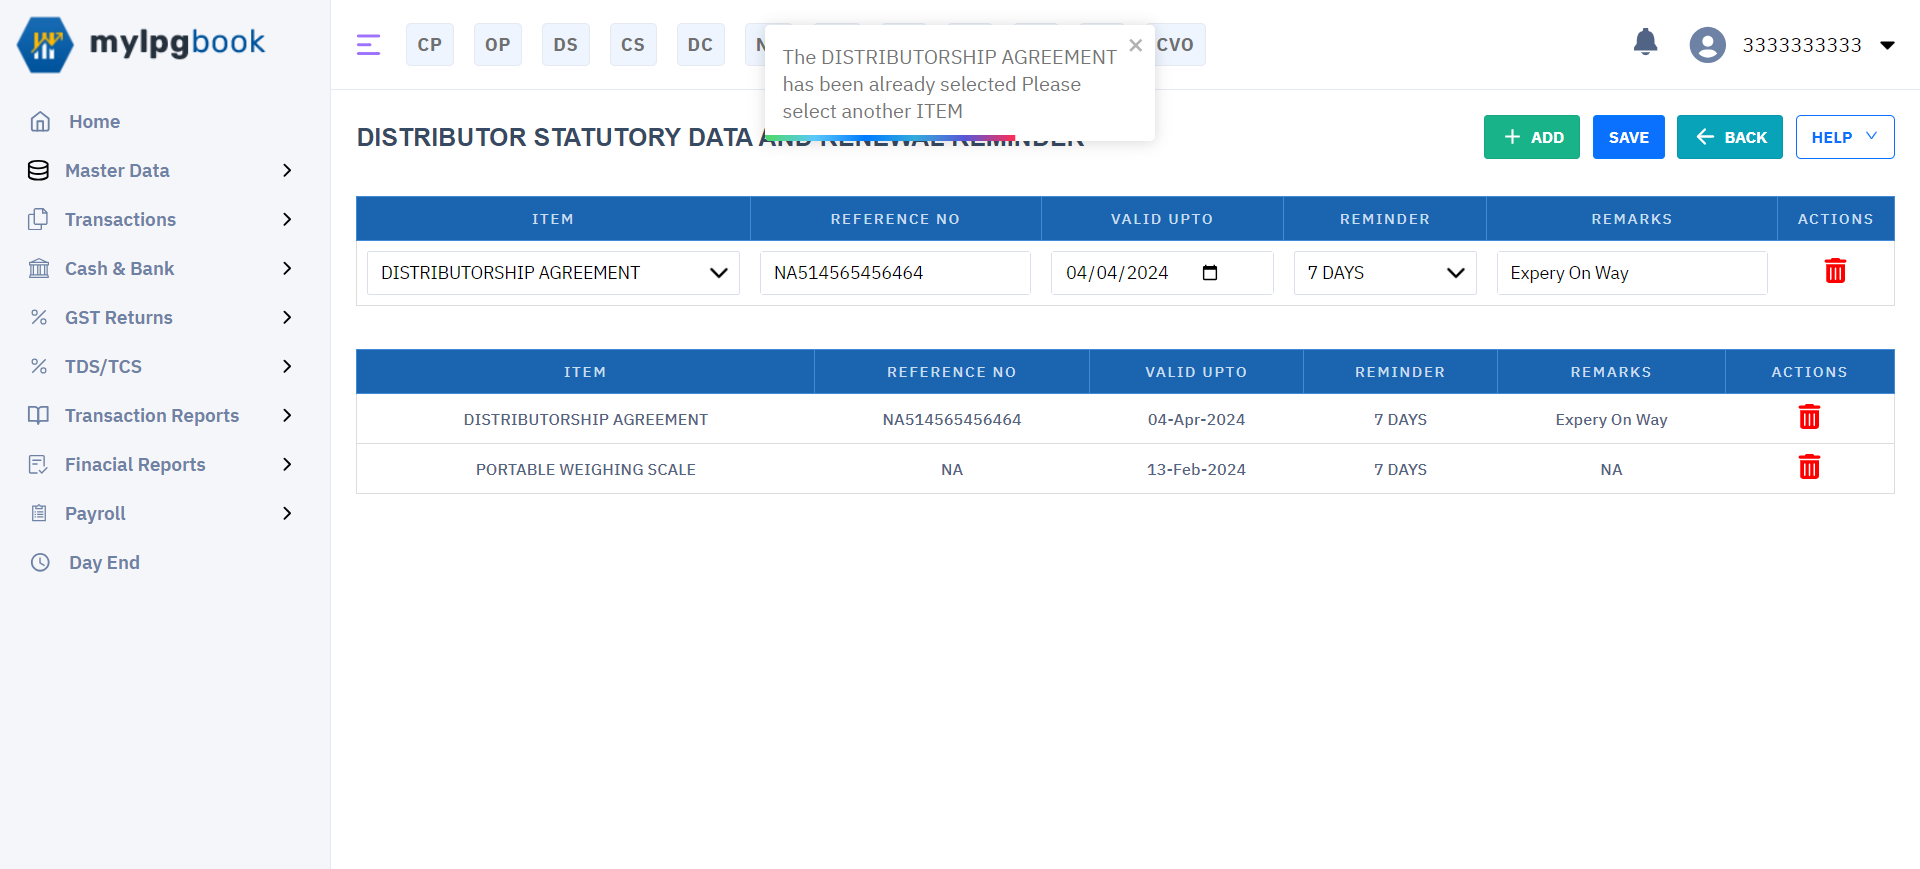 mylpgbook
CP OP DS CS DC CVO
3333333333
The DISTRIBUTORSHIP AGREEMENT
has been already selected Please
select another ITEM
Home
Master Data
Transactions
Cash & Bank
GST Returns
TDS/TCS
Transaction Reports
Finacial Reports
Payroll
Day End
DISTRIBUTOR STATUTORY DATA AND RENEWAL REMINDER
ADD SAVE BACK HELP
ITEM REFERENCE NO VALID UPTO REMINDER REMARKS ACTIONS
DISTRIBUTORSHIP AGREEMENT NA514565456464 04/04/2024 7 DAYS Expery On Way
ITEM REFERENCE NO VALID UPTO REMINDER REMARKS ACTIONS
DISTRIBUTORSHIP AGREEMENT NA514565456464 04-Apr-2024 7 DAYS Expery On Way
PORTABLE WEIGHING SCALE NA 13-Feb-2024 7 DAYS NA